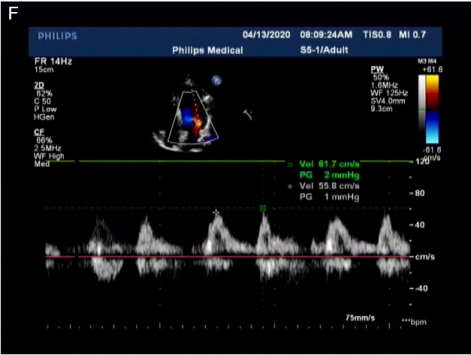 F
PHILIPS 04/13/2020 08:09:24AM TIS0.8 MI 0.7
Philips Medical S5-1/Adult
FR 14Hz
15cm
2D
62%
C 50
P Low
HGen
CF
66%
2.5MHz
WF High
Med
PW
50%
1.6MHz
WF 125Hz
SV4.0mm
9.3cm
M3 M4
+61.6
-61.6
cm/s
Vel 61.7 cm/s
PG 2 mmHg
Vel 55.8 cm/s
PG 1 mmHg
-120
-80
-40
cm/s
-40
75mm/s
***bpm